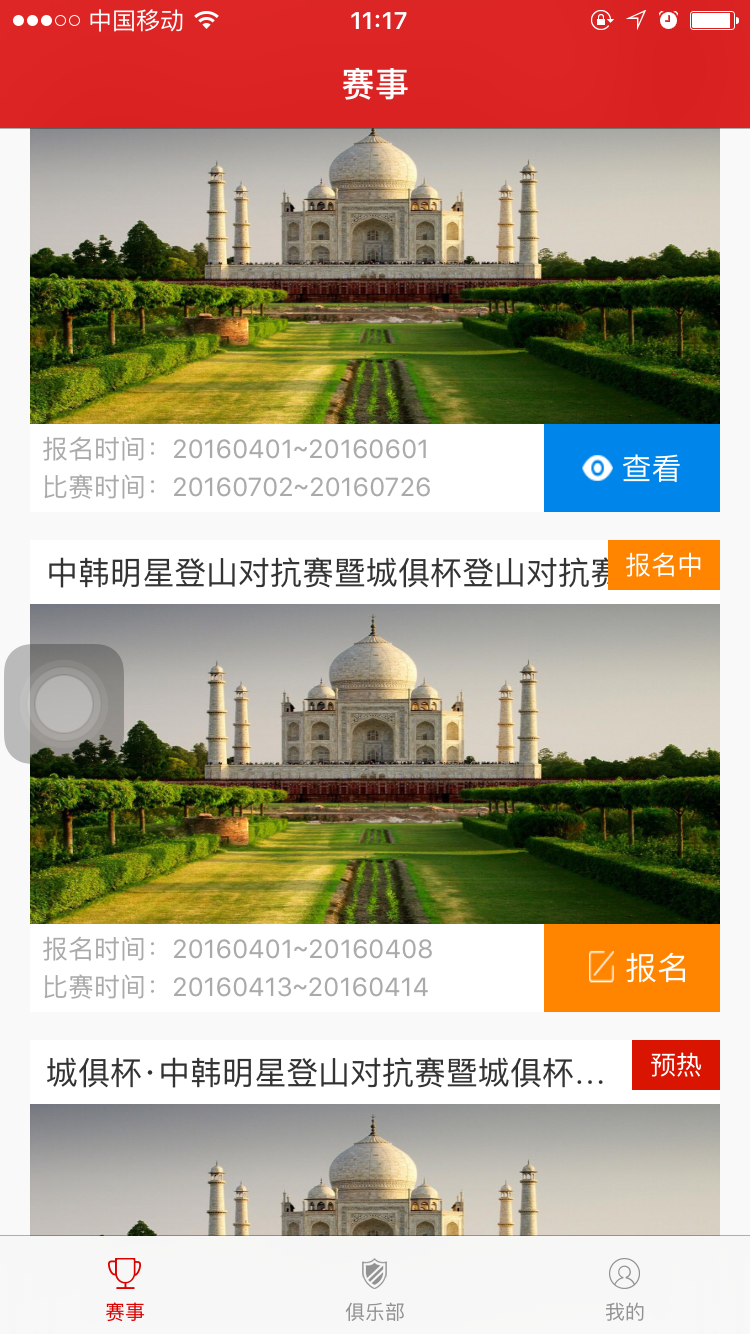 中国移动 11:17
赛事
报名时间：20160401~20160601
比赛时间：20160702~20160726
查看
中韩明星登山对抗赛暨城俱杯登山对抗赛
报名中
报名时间：20160401~20160408
比赛时间：20160413~20160414
报名
城俱杯·中韩明星登山对抗赛暨城俱杯...
预热
赛事 俱乐部 我的